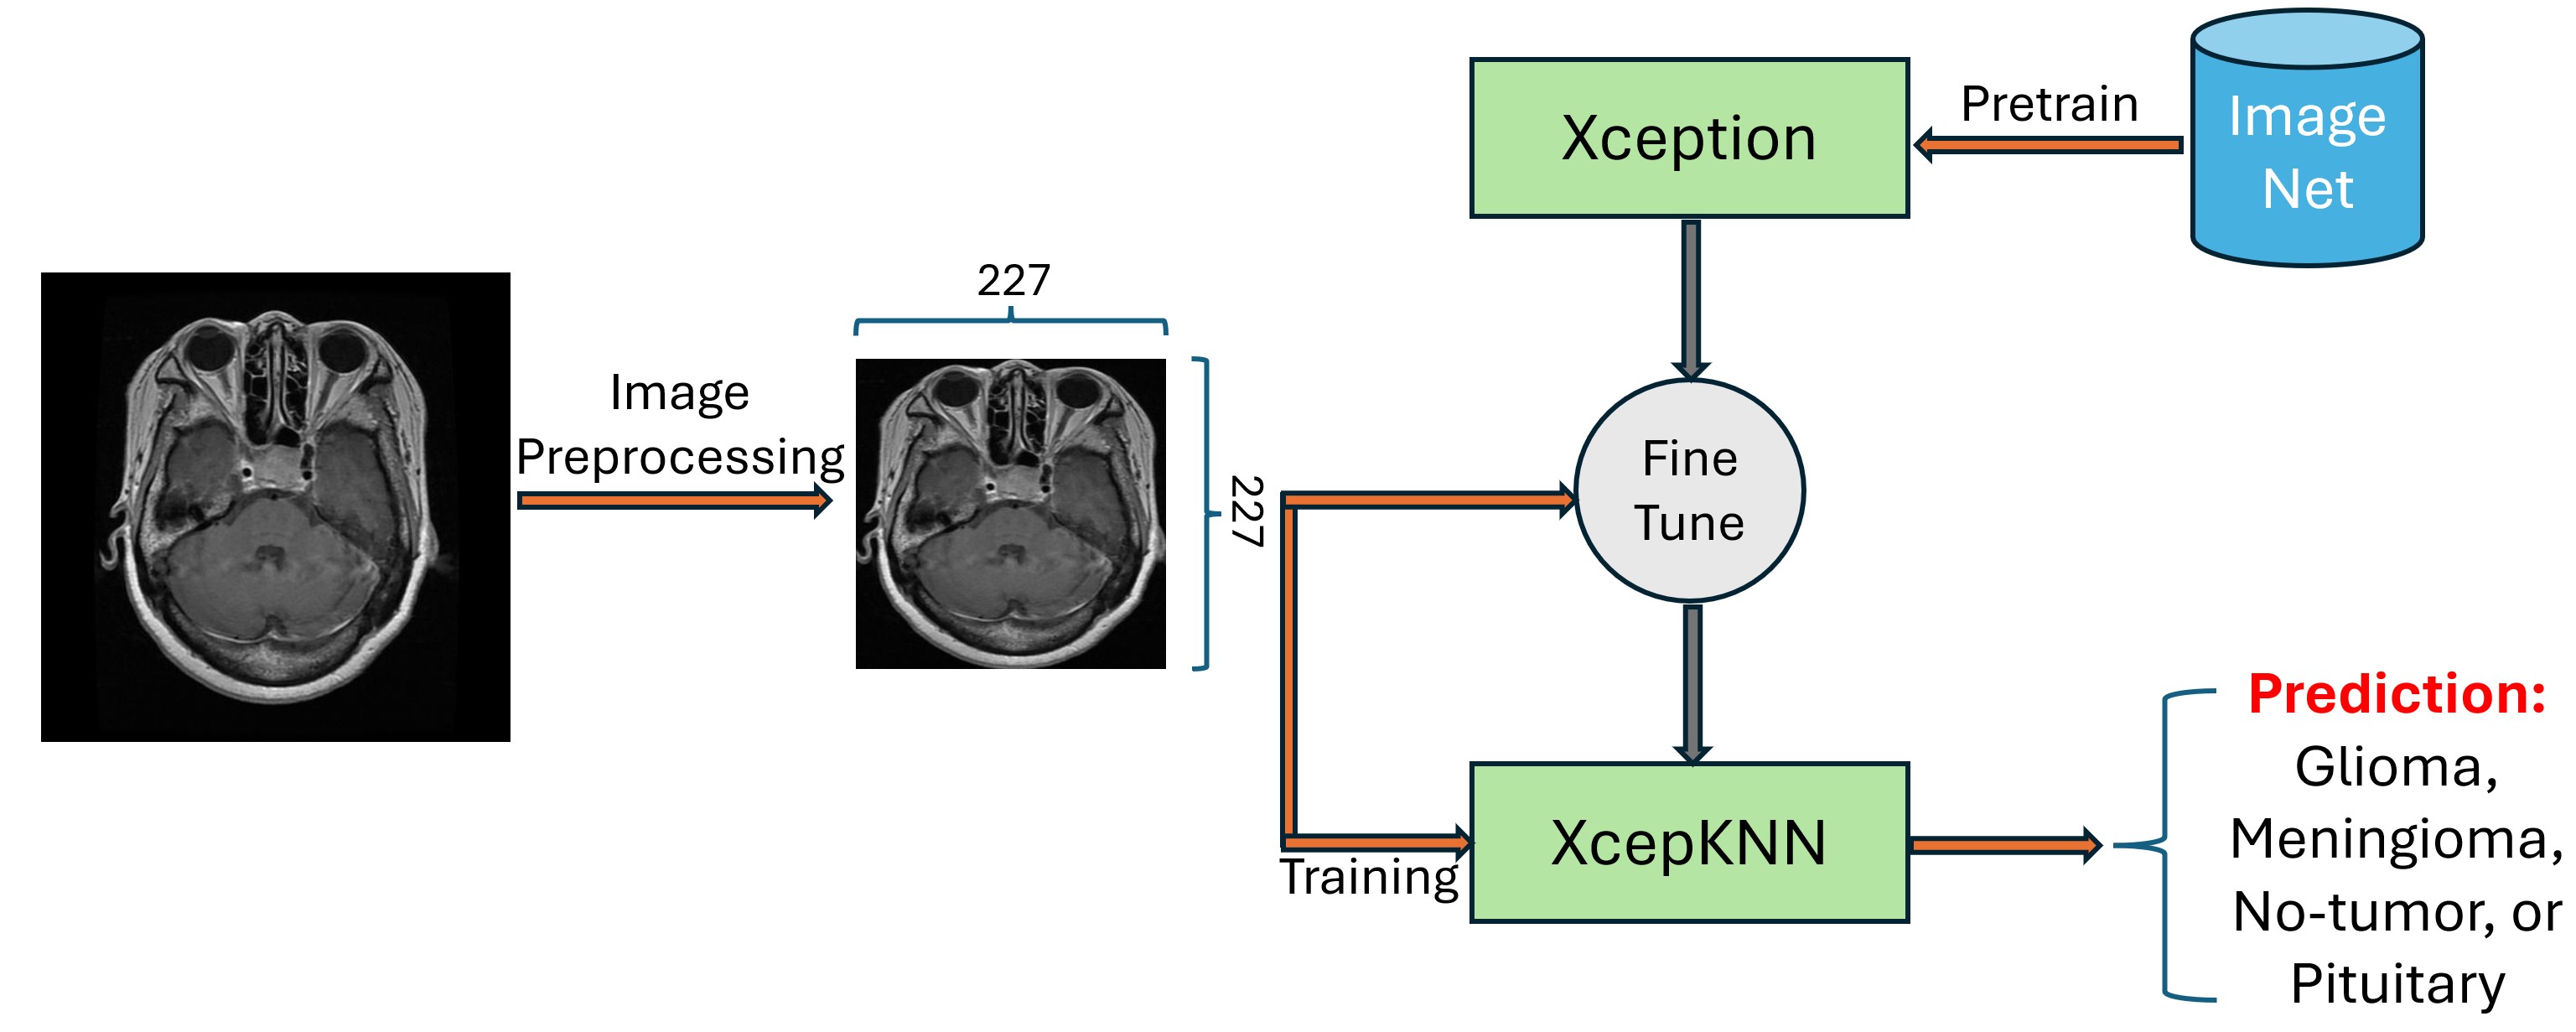 Xception
Pretrain
Image
Net
227
Image
Preprocessing
227
Fine
Tune
Training
XcepKNN
Prediction:
Glioma,
Meningioma,
No-tumor, or
Pituitary